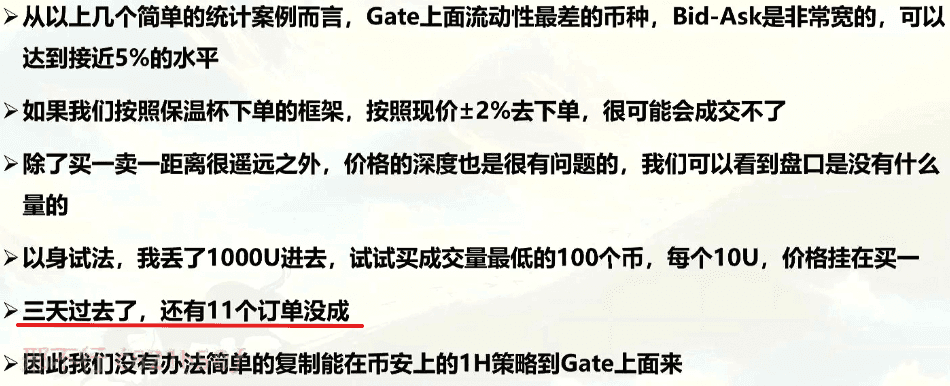 ➢从以上几个简单的统计案例而言，Gate上面流动性最差的币种，Bid-Ask是非常宽的，可以
达到接近5%的水平
➢如果我们按照保温杯下单的框架，按照现价±2%去下单，很可能会成交不了
➢除了买一卖一距离很遥远之外，价格的深度也是很有问题的，我们可以看到盘口是没有什么
量的
➢以身试法，我丢了1000U进去，试试买成交量最低的100个币，每个10U，价格挂在买一
➢三天过去了，还有11个订单没成
➢因此我们没有办法简单的复制能在币安上的1H策略到Gate上面来